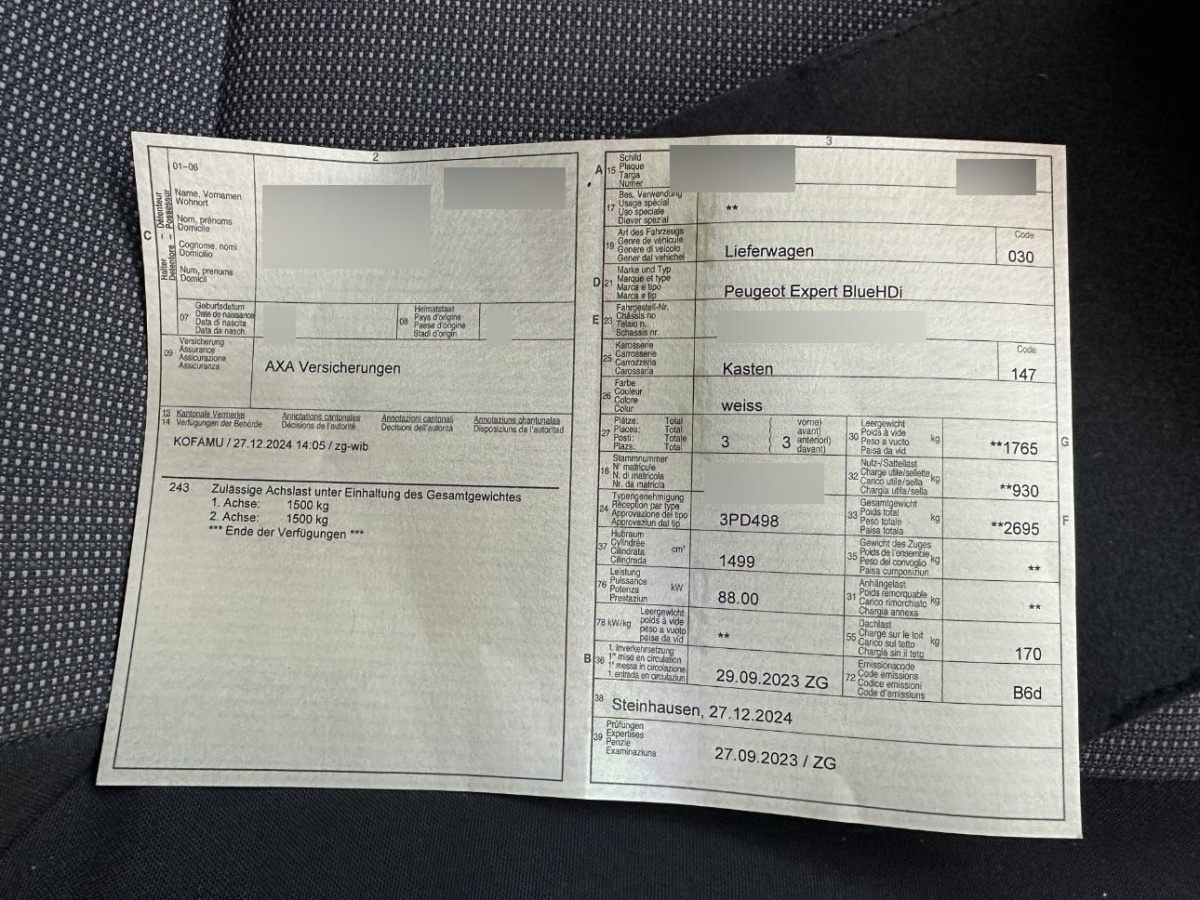 2
01-06
C
Halter - Détenteur
Detentore - Possessur
Name, Vornamen
Wohnort
Nom, prénoms
Domicile
Cognome, nomi
Domicilio
Num, prenums
Domicil
07
Geburtsdatum
Date de naissance
Data di nascita
Data da nasch.
08
Heimatstaat
Pays d'origine
Paese d'origine
Stadi d'origin
09
Versicherung
Assurance
Assicurazione
Assicuranza
AXA Versicherungen
13
14
Kantonale Vermerke
Verfügungen der Behörde
Annotations cantonales
Décisions de l'autorité
Annotazioni cantonali
Decisioni dell'autorità
Annotaziuns chantunalas
Disposiziuns da l'autoritad
KOFAMU / 27.12.2024 14:05 / zg-wib
243 Zulässige Achslast unter Einhaltung des Gesamtgewichtes
1. Achse: 1500 kg
2. Achse: 1500 kg
*** Ende der Verfügungen ***
3
A
15
Schild
Plaque
Targa
Numer
17
Bes. Verwendung
Usage spécial
Uso speciale
Diever spezial
**
19
Art des Fahrzeugs
Genre de véhicule
Genere di veicolo
Gener dal vehichel
Lieferwagen
Code
030
D
21
Marke und Typ
Marque et type
Marca e tipo
Marca e tip
Peugeot Expert BlueHDi
E
23
Fahrgestell-Nr.
Châssis no
Telaio n.
Schassis nr.
25
Karosserie
Carrosserie
Carrozzeria
Carossaria
Kasten
Code
147
26
Farbe
Couleur
Colore
Color
weiss
27
Plätze: Total
Places: Total
Posti: Totale
Plazs: Total
3
vorne)
avant)
anteriori)
davant)
3
30
Leergewicht
Poids à vide
Peso a vuoto
Paisa da vid
kg
**1765
G
18
Stammnummer
N° matricule
N. di matricola
Nr. da matricla
32
Nutz-/Sattellast
Charge utile/sellette
Carico utile/sella
Chargia utila/sella
kg
**930
24
Typengenehmigung
Réception par type
Approvazione del tipo
Approvaziun dal tip
3PD498
33
Gesamtgewicht
Poids total
Peso totale
Paisa totala
kg
**2695
F
37
Hubraum
Cylindrée
Cilindrata
Cilindrada
cm³
1499
35
Gewicht des Zuges
Poids de l'ensemble
Peso del convoglio
Paisa cumposiziun
kg
**
76
Leistung
Puissance
Potenza
Prestaziun
kW
88.00
31
Anhängelast
Poids remorquable
Carico rimorchiato
Chargia annexa
kg
**
78 kW/kg
Leergewicht
poids à vide
peso a vuoto
paisa da vid
**
55
Dachlast
Charge sur le toit
Carico sul tetto
Chargia sin il tetg
kg
170
B
36
1. Inverkehrsetzung
1re mise en circulation
1a messa in circolazione
1. entrada en circulaziun
29.09.2023 ZG
72
Emissionscode
Code émissions
Codice emissioni
Code d'emissiuns
B6d
38
Steinhausen, 27.12.2024
39
Prüfungen
Expertises
Perizie
Examinaziuns
27.09.2023 / ZG